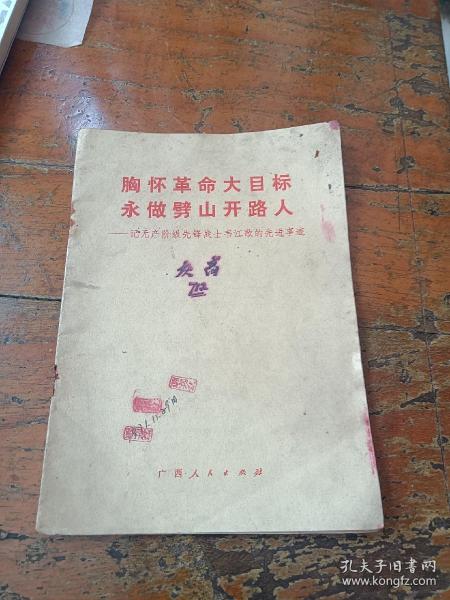 胸怀革命大目标
永做劈山开路人
——记无产阶级先锋战士韦江歌的先进事迹
广西人民出版社
孔夫子旧书网
www.kongfz.com